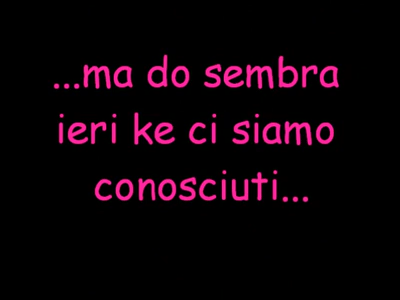 ...ma do sembra
ieri ke ci siamo
conosciuti...